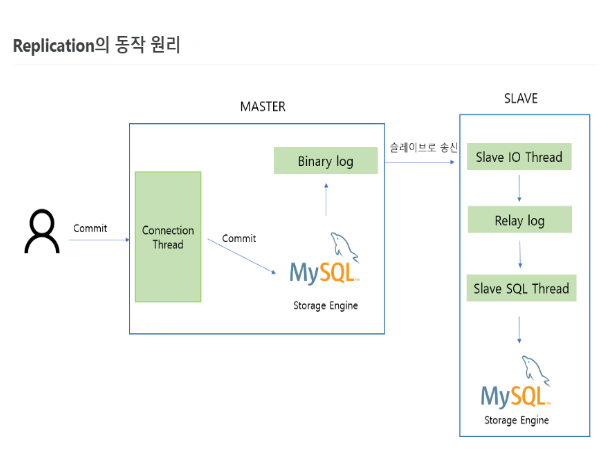 Replication의 동작 원리
MASTER
SLAVE
Commit
Connection
Thread
Commit
Binary log
MySQL
Storage Engine
슬레이브로 송신
Slave IO Thread
Relay log
Slave SQL Thread
MySQL
Storage Engine